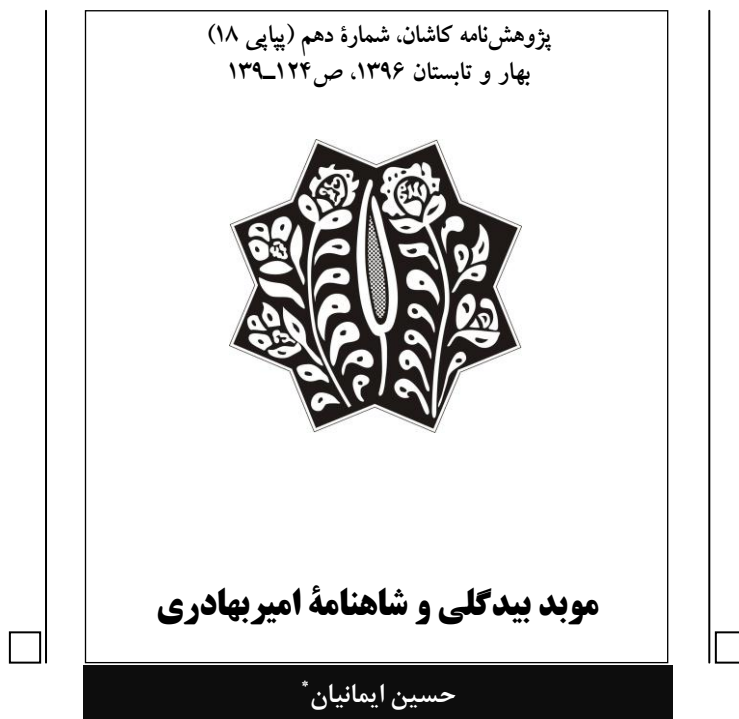 پژوهش‌نامه کاشان، شمارهٔ دهم (پیاپی ۱۸)
بهار و تابستان ۱۳۹۶، ص۱۲۴ـ۱۳۹
موبد بیدگلی و شاهنامهٔ امیربهادری
حسین ایمانیان*